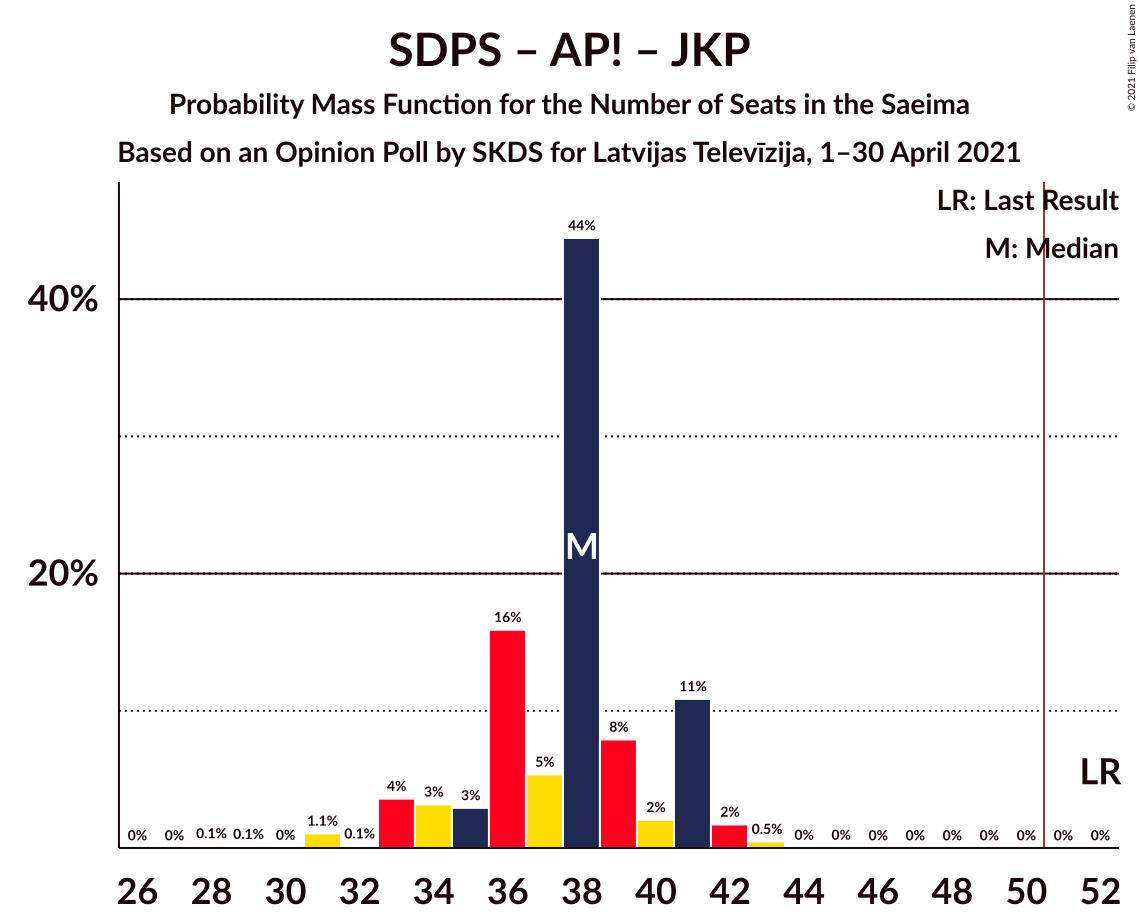 SDPS – AP! – JKP
Probability Mass Function for the Number of Seats in the Saeima
Based on an Opinion Poll by SKDS for Latvijas Televīzija, 1–30 April 2021
© 2021 Filip van Laenen
LR: Last Result
M: Median
44%
40%
M
20%
16%
11%
8%
LR
5%
4%
3%
3%
2%
2%
1.1%
0.5%
0% 0% 0.1% 0.1% 0% 0.1% 0% 0% 0% 0% 0% 0% 0% 0% 0%
26 28 30 32 34 36 38 40 42 44 46 48 50 52